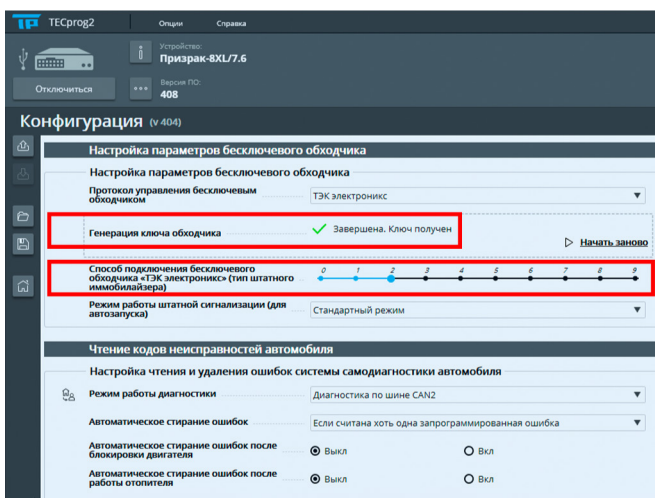 TECprog2 Опции Справка
Устройство:
Призрак-8XL/7.6
Отключиться
Версия ПО:
408
Конфигурация (v 404)
Настройка параметров бесключевого обходчика
Настройка параметров бесключевого обходчика
Протокол управления бесключевым
обходчиком
ТЭК электроникс
Генерация ключа обходчика
Завершена. Ключ получен
Начать заново
Способ подключения бесключевого
обходчика «ТЭК электроникс» (тип штатного
иммобилайзера)
0 1 2 3 4 5 6 7 8 9
Режим работы штатной сигнализации (для
автозапуска)
Стандартный режим
Чтение кодов неисправностей автомобиля
Настройка чтения и удаления ошибок системы самодиагностики автомобиля
Режим работы диагностики
Диагностика по шине CAN2
Автоматическое стирание ошибок
Если считана хоть одна запрограммированная ошибка
Автоматическое стирание ошибок после
блокировки двигателя
Выкл Вкл
Автоматическое стирание ошибок после
работы отопителя
Выкл Вкл